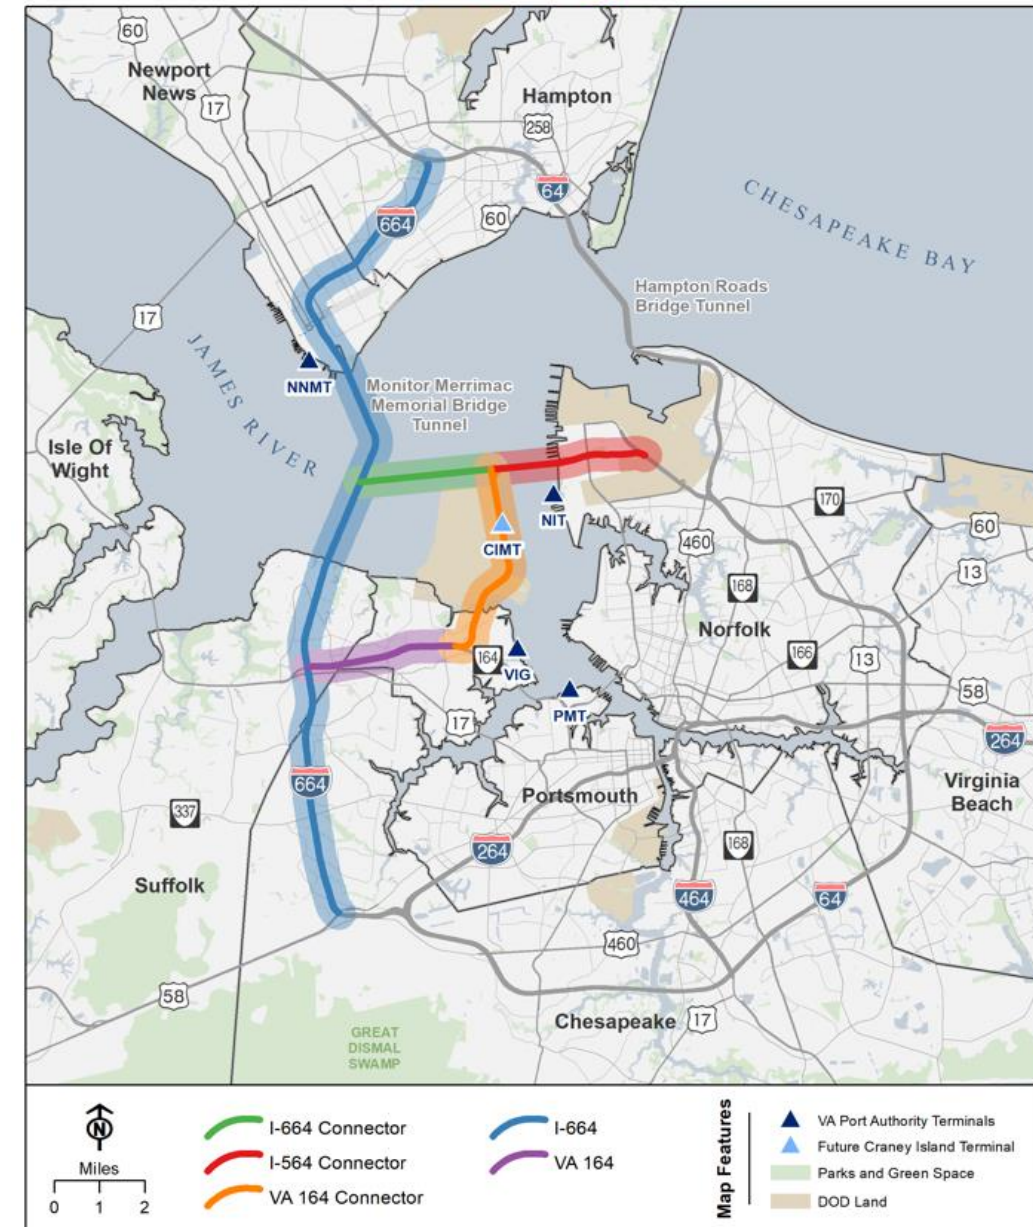 60
Newport
News
17
Hampton
258
64
664
60
CHESAPEAKE BAY
Hampton Roads
Bridge Tunnel
17
JAMES RIVER
NNMT
Monitor Merrimac
Memorial Bridge
Tunnel
Isle Of
Wight
NIT
170
CIMT
460
60
13
168
Norfolk
164
VIG
166
13
58
PMT
17
264
664
Portsmouth
Virginia
Beach
337
264
168
Suffolk
464
64
460
58
Chesapeake
17
GREAT
DISMAL
SWAMP
N
Miles
0 1 2
I-664 Connector
I-564 Connector
VA 164 Connector
I-664
VA 164
Map Features
VA Port Authority Terminals
Future Craney Island Terminal
Parks and Green Space
DOD Land